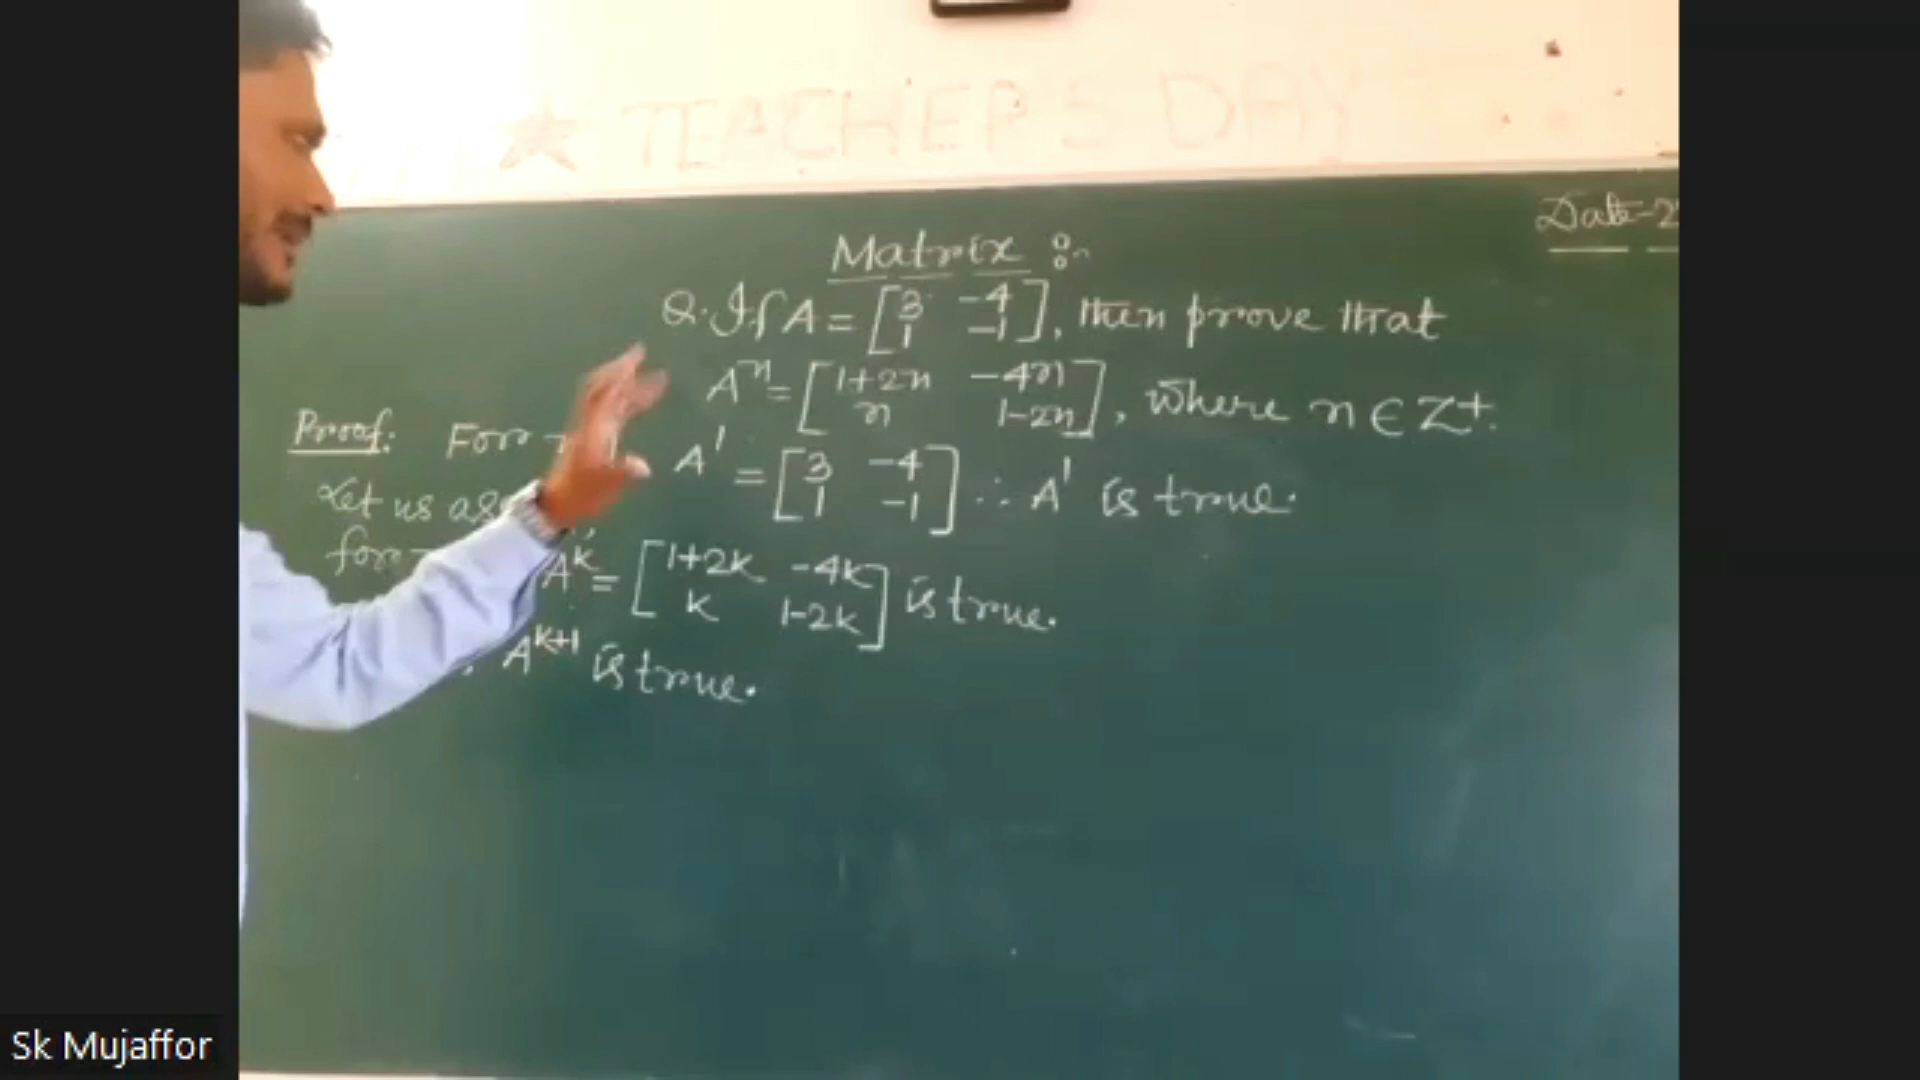 TEACHER'S DAY
Date-2
Matrix :-
Q. If A = [3 -4
1 -1], then prove that
Aⁿ = [1+2n -4n
n 1-2n], where n ∈ Z+.
Proof: For A¹ = [3 -4
1 -1] ∴ A¹ is true.
Let us
for Aᵏ = [1+2k -4k
k 1-2k] is true.
Aᵏ⁺¹ is true.
Sk Mujaffor